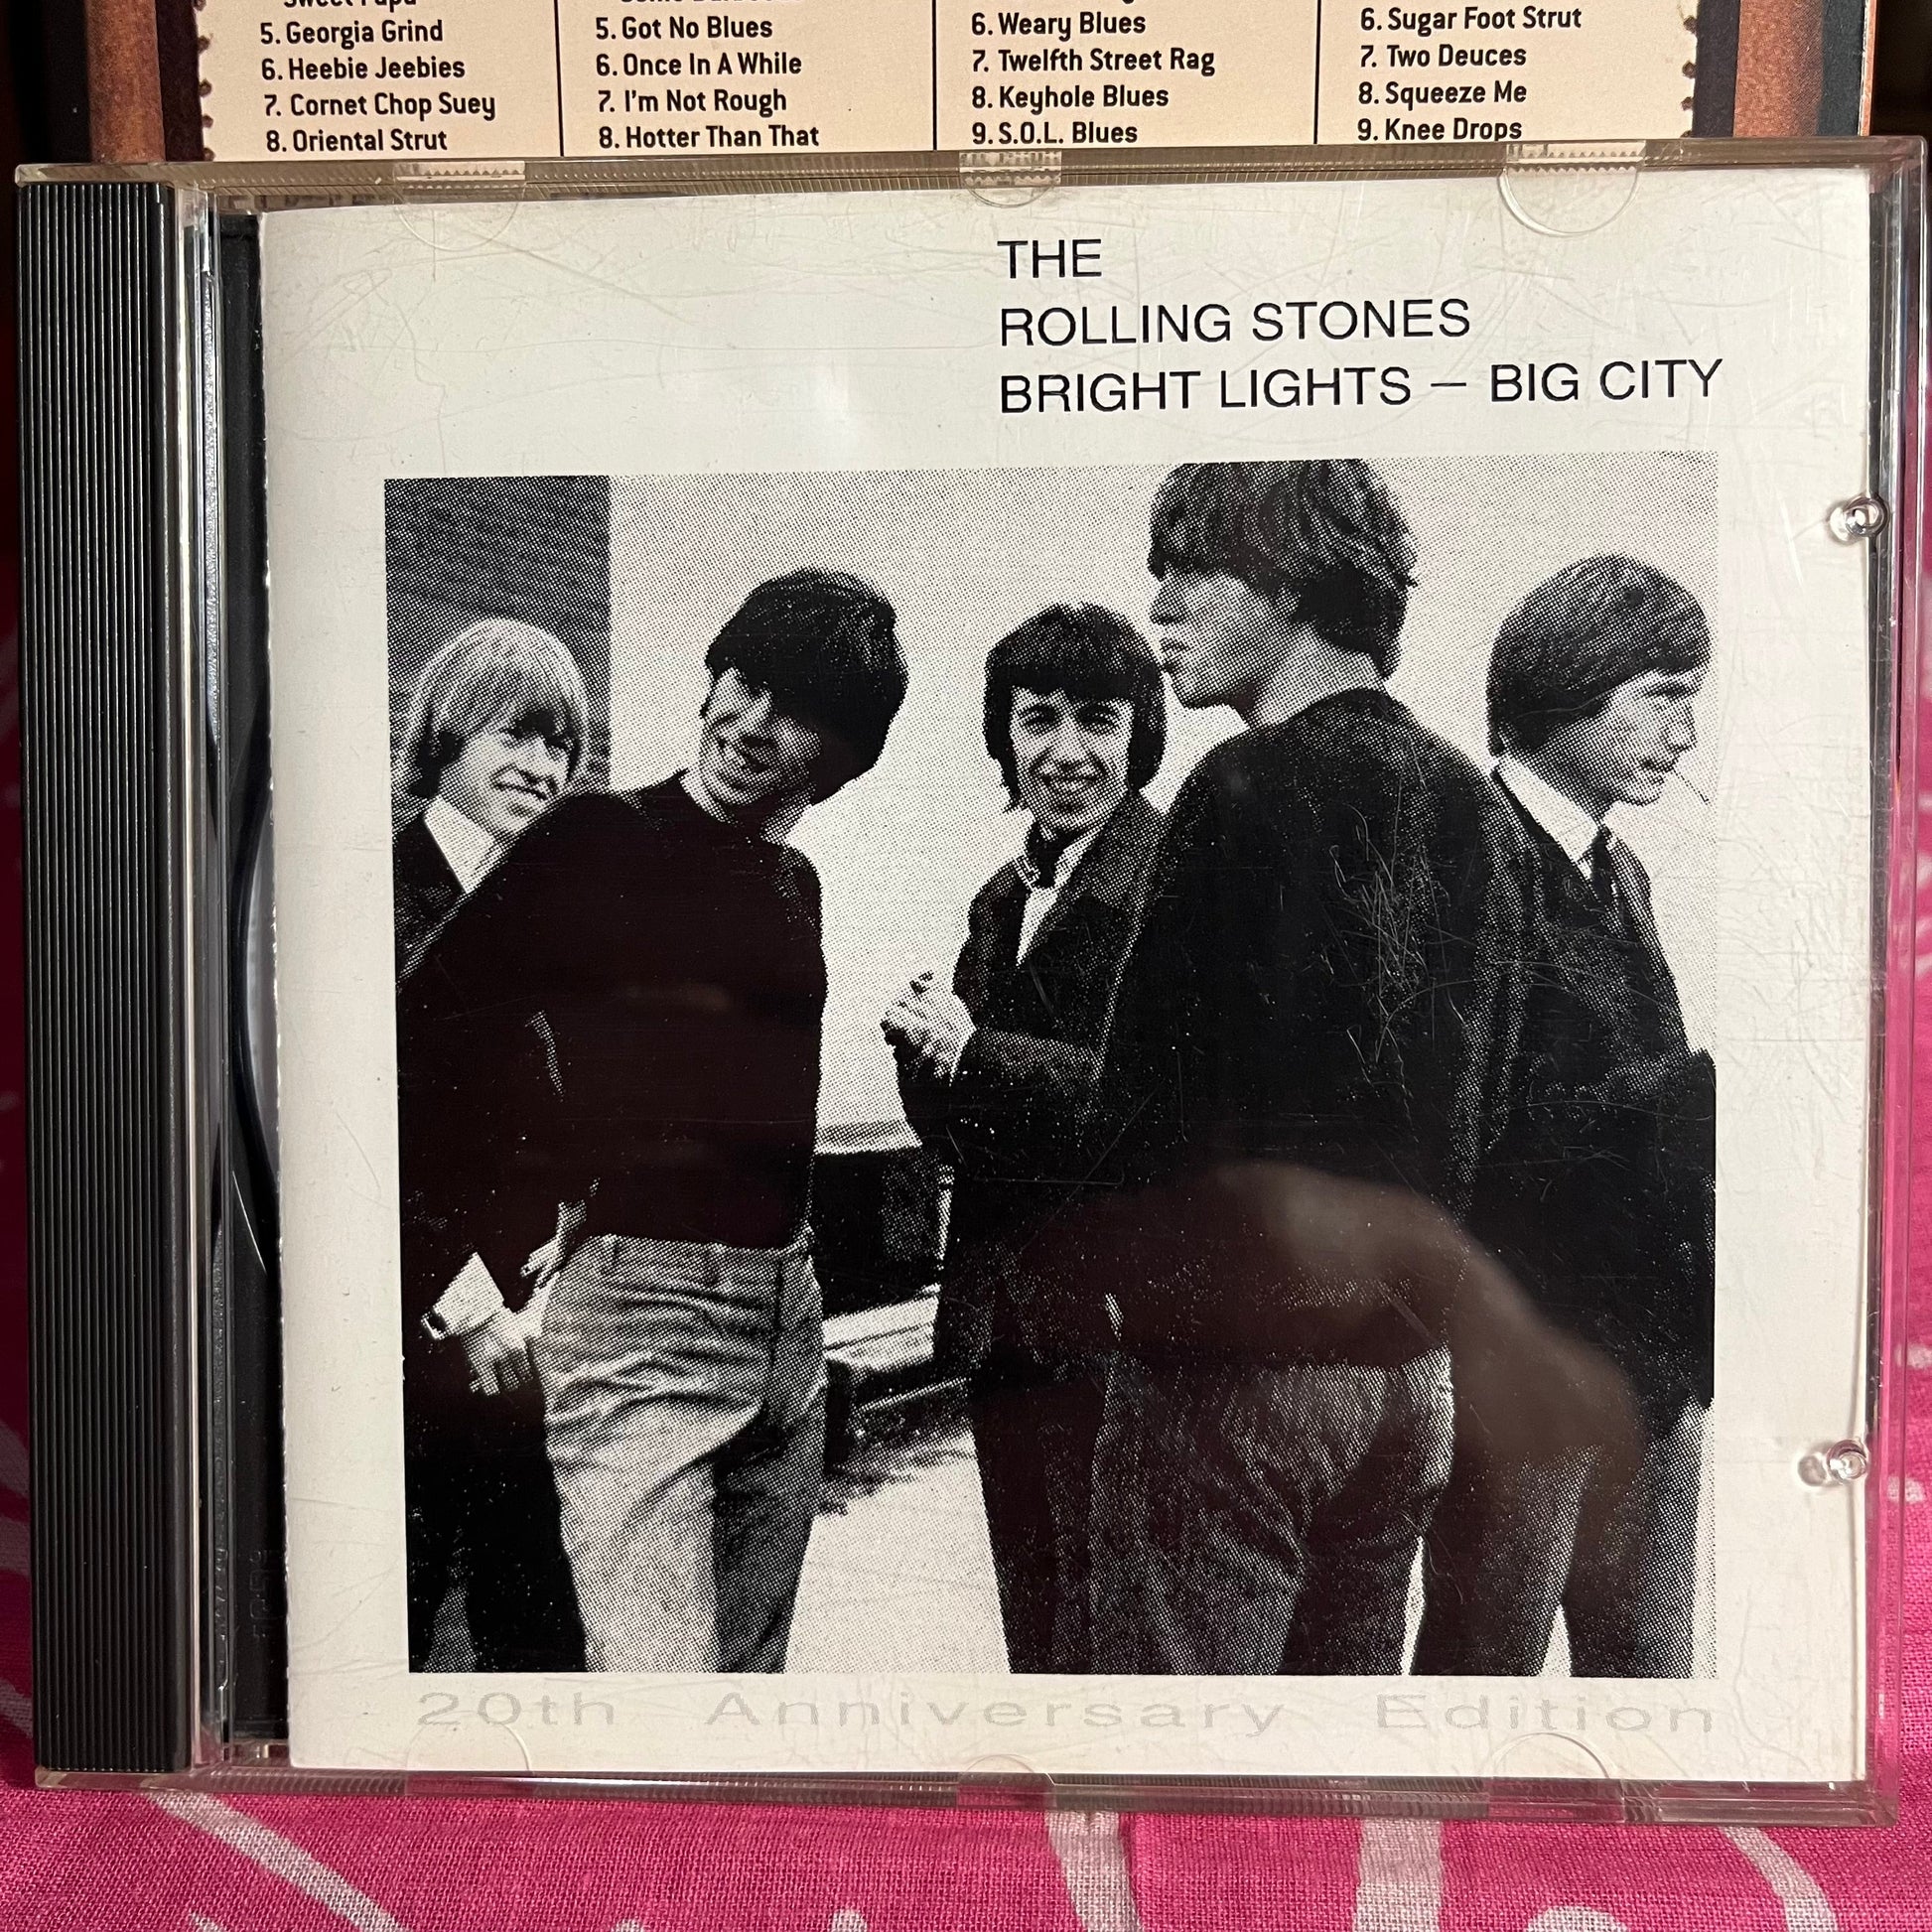 5. Georgia Grind
6. Heebie Jeebies
7. Cornet Chop Suey
8. Oriental Strut
5. Got No Blues
6. Once In A While
7. I'm Not Rough
8. Hotter Than That
6. Weary Blues
7. Twelfth Street Rag
8. Keyhole Blues
9. S.O.L. Blues
6. Sugar Foot Strut
7. Two Deuces
8. Squeeze Me
9. Knee Drops
THE
ROLLING STONES
BRIGHT LIGHTS – BIG CITY
20th Anniversary Edition